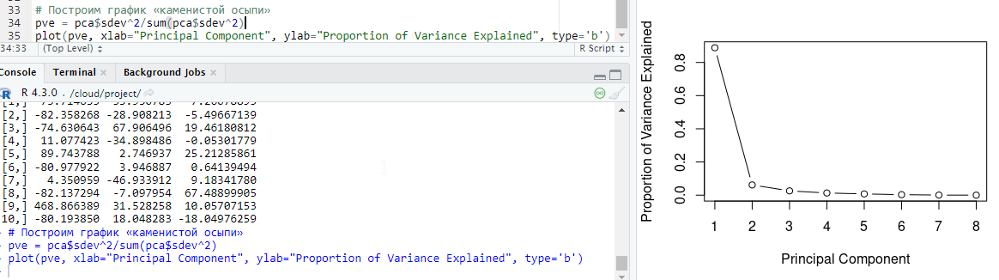 33 # Построим график «каменистой осыпи»
34 pve = pca$sdev^2/sum(pca$sdev^2)
35 plot(pve, xlab="Principal Component", ylab="Proportion of Variance Explained", type='b')
34:33 (Top Level) R Script
Console Terminal Background Jobs
R 4.3.0 . /cloud/project/
[2,] -82.358268 -28.908213 -5.49667139
[3,] -74.630643 67.906496 19.46180812
[4,] 11.077423 -34.898486 -0.05301779
[5,] 89.743788 2.746937 25.21285861
[6,] -80.977922 3.946887 0.64139494
[7,] 4.350959 -46.933912 9.18341780
[8,] -82.137294 -7.097954 67.48899905
[9,] 468.866389 31.528258 10.05707153
10,] -80.193850 18.048283 -18.04976259
# Построим график «каменистой осыпи»
pve = pca$sdev^2/sum(pca$sdev^2)
plot(pve, xlab="Principal Component", ylab="Proportion of Variance Explained", type='b')
Proportion of Variance Explained
0.8
0.6
0.4
0.2
0.0
1 2 3 4 5 6 7 8
Principal Component